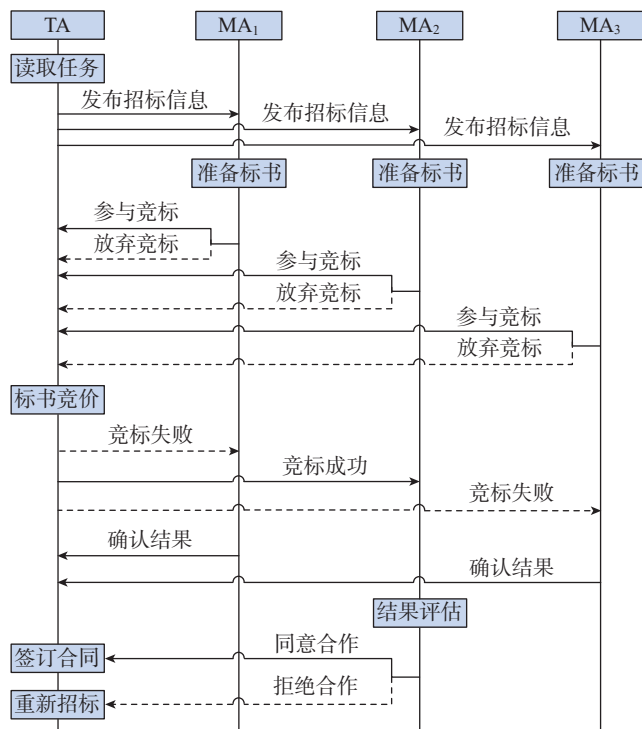 TA
MA₁
MA₂
MA₃
读取任务
发布招标信息
发布招标信息
发布招标信息
准备标书
准备标书
准备标书
参与竞标
放弃竞标
参与竞标
放弃竞标
参与竞标
放弃竞标
标书竞价
竞标失败
竞标成功
竞标失败
确认结果
确认结果
结果评估
同意合作
签订合同
拒绝合作
重新招标